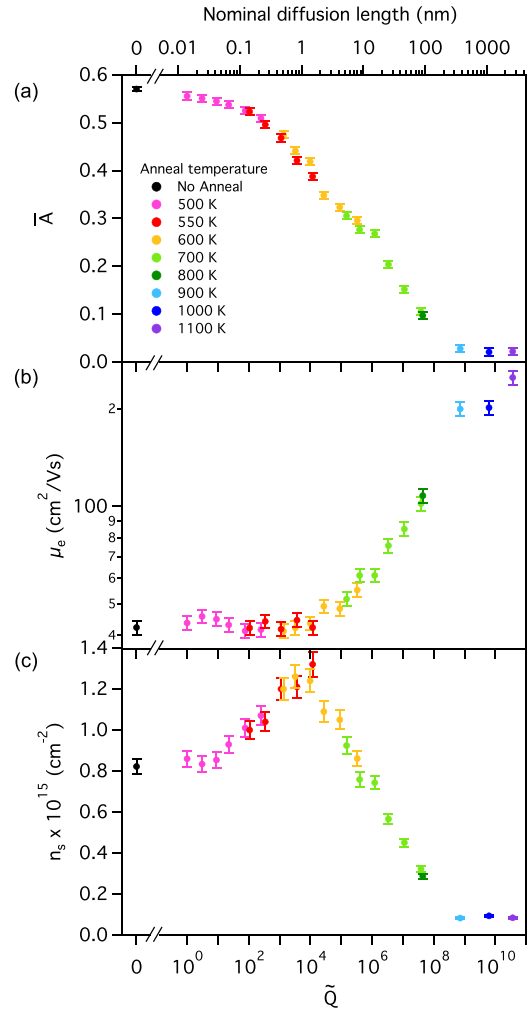 Nominal diffusion length (nm)
0 0.01 0.1 1 10 100 1000
(a)
0.6
0.5
0.4
0.3
0.2
0.1
0.0
A̅
Anneal temperature
No Anneal
500 K
550 K
600 K
700 K
800 K
900 K
1000 K
1100 K
(b)
2
100
9
8
7
6
5
4
μe (cm²/Vs)
(c)
1.4
1.2
1.0
0.8
0.6
0.4
0.2
0.0
ns x 10¹⁵ (cm⁻²)
0 10⁰ 10² 10⁴ 10⁶ 10⁸ 10¹⁰
Q̃